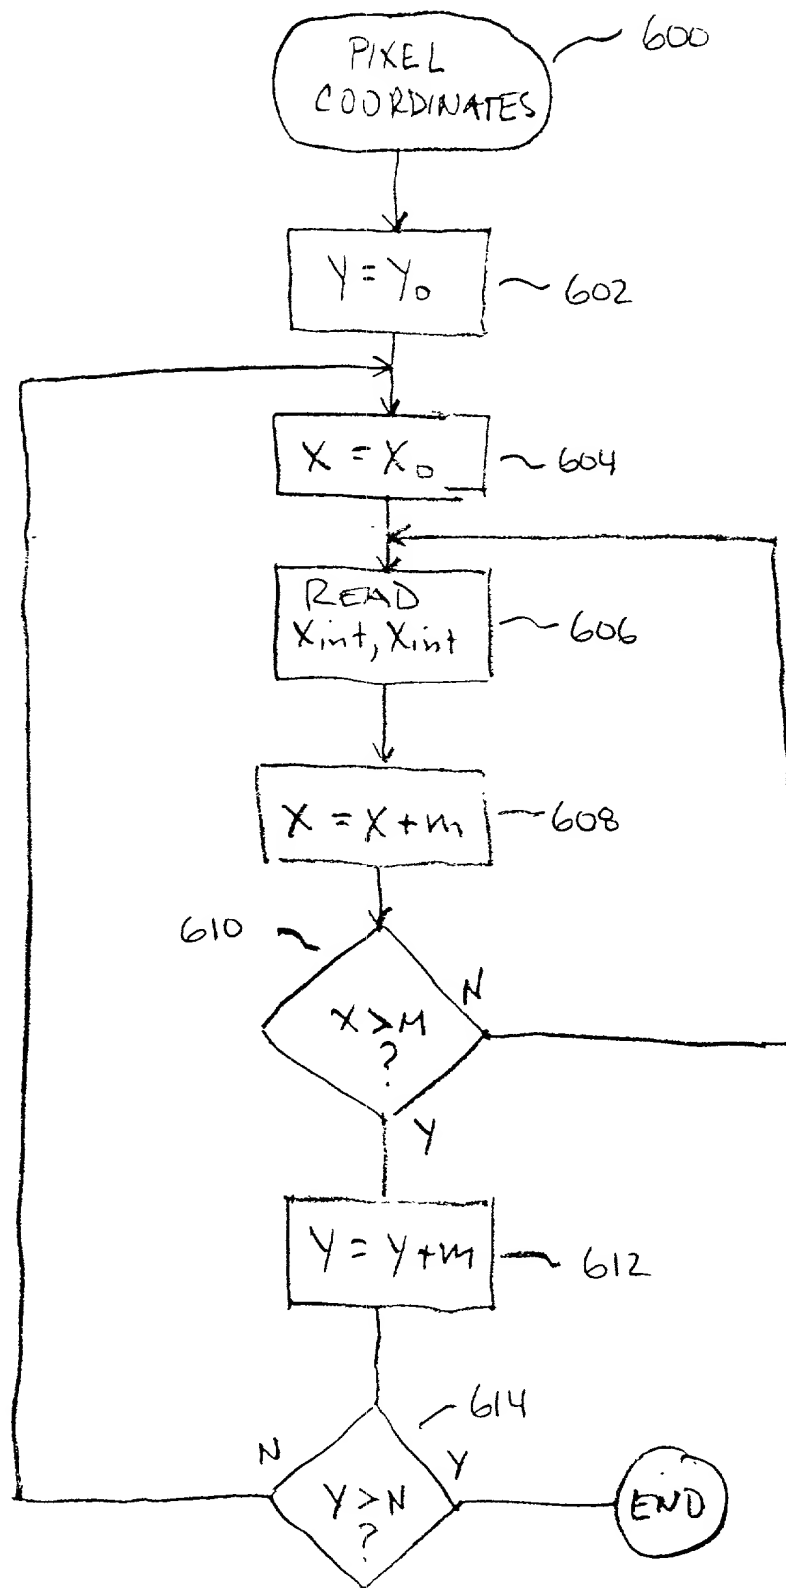 PIXEL
COORDINATES
600
Y = Y₀
602
X = X₀
604
READ
Xint, Xint
606
X = X + m
608
610
X > M
?
N
Y
Y = Y + m
612
614
N
Y > N
?
Y
END